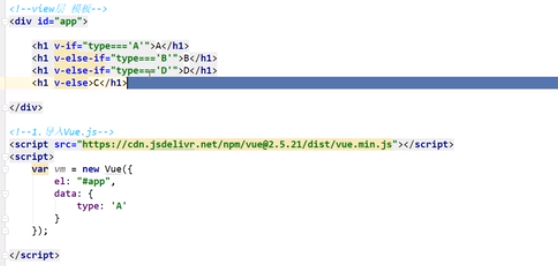 <!--view层 模板-->
<div id="app">
<h1 v-if="type==='A'">A</h1>
<h1 v-else-if="type==='B'">B</h1>
<h1 v-else-if="type==='D'">D</h1>
<h1 v-else>C</h1>
</div>
<!--1.导入Vue.js-->
<script src="https://cdn.jsdelivr.net/npm/vue@2.5.21/dist/vue.min.js"></script>
<script>
var vm = new Vue({
el: "#app",
data: {
type: 'A'
}
});
</script>